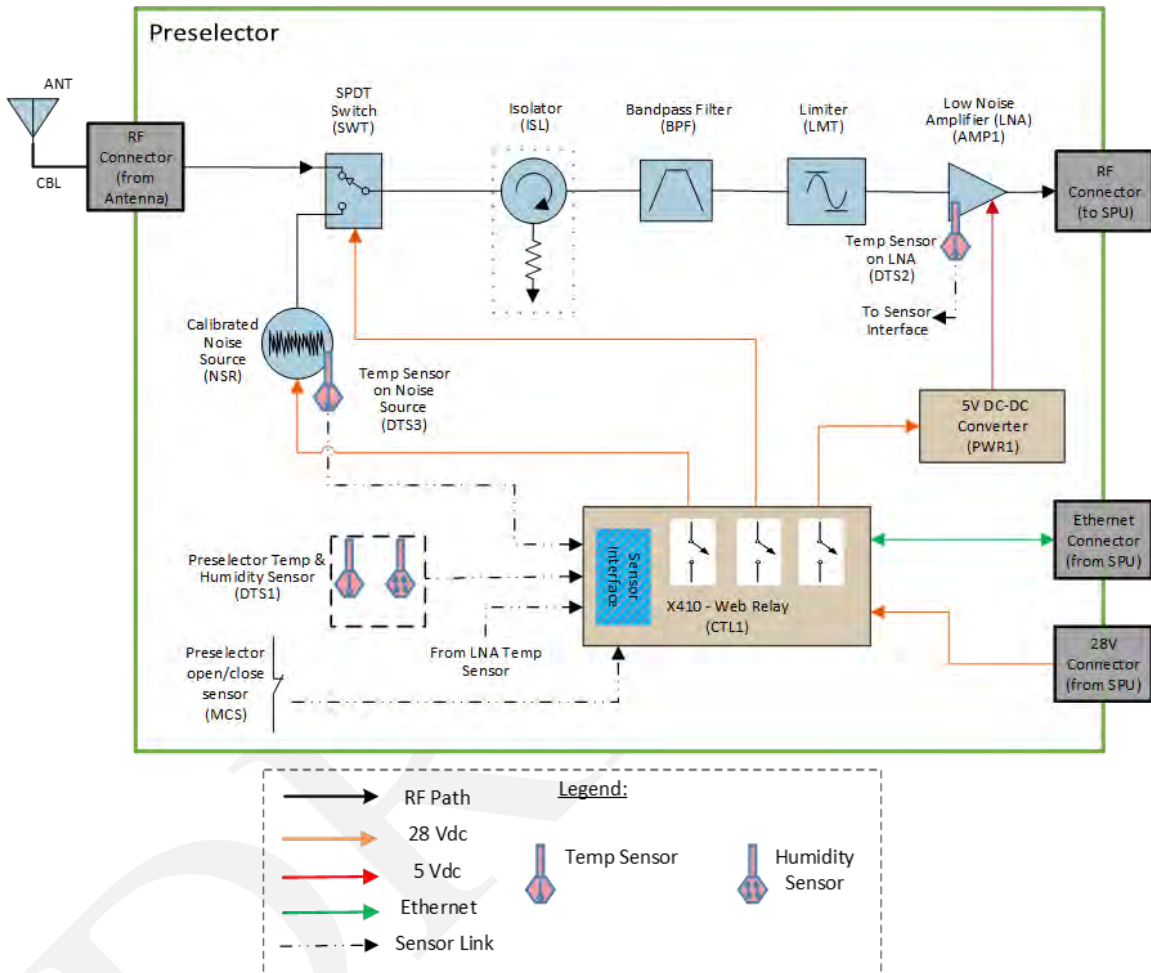 Preselector
ANT
CBL
RF
Connector
(from
Antenna)
SPDT
Switch
(SWT)
Isolator
(ISL)
Bandpass Filter
(BPF)
Limiter
(LMT)
Low Noise
Amplifier (LNA)
(AMP1)
RF
Connector
(to SPU)
Temp Sensor
on LNA
(DTS2)
To Sensor
Interface
Calibrated
Noise
Source
(NSR)
Temp Sensor
on Noise
Source
(DTS3)
5V DC-DC
Converter
(PWR1)
Preselector Temp &
Humidity Sensor
(DTS1)
Sensor
Interface
X410 - Web Relay
(CTL1)
Ethernet
Connector
(from SPU)
From LNA Temp
Sensor
Preselector
open/close
sensor
(MCS)
28V
Connector
(from SPU)
Legend:
RF Path
28 Vdc
5 Vdc
Ethernet
Sensor Link
Temp Sensor
Humidity
Sensor